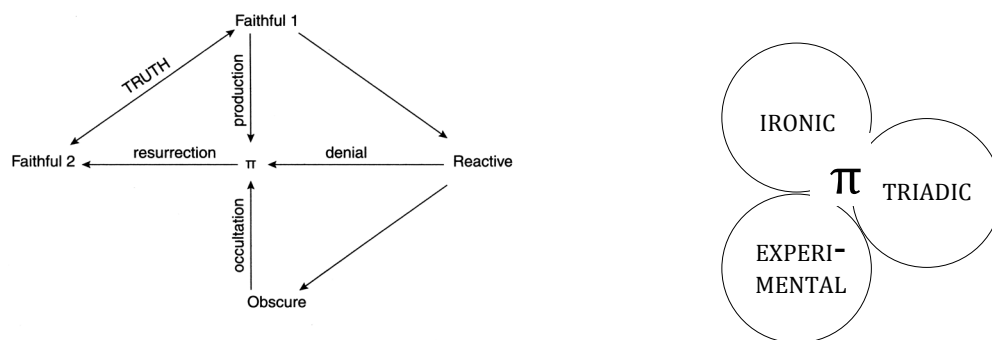 Faithful 1
TRUTH
production
Faithful 2
resurrection
π
denial
Reactive
occultation
Obscure
IRONIC
π
TRIADIC
EXPERI-
MENTAL